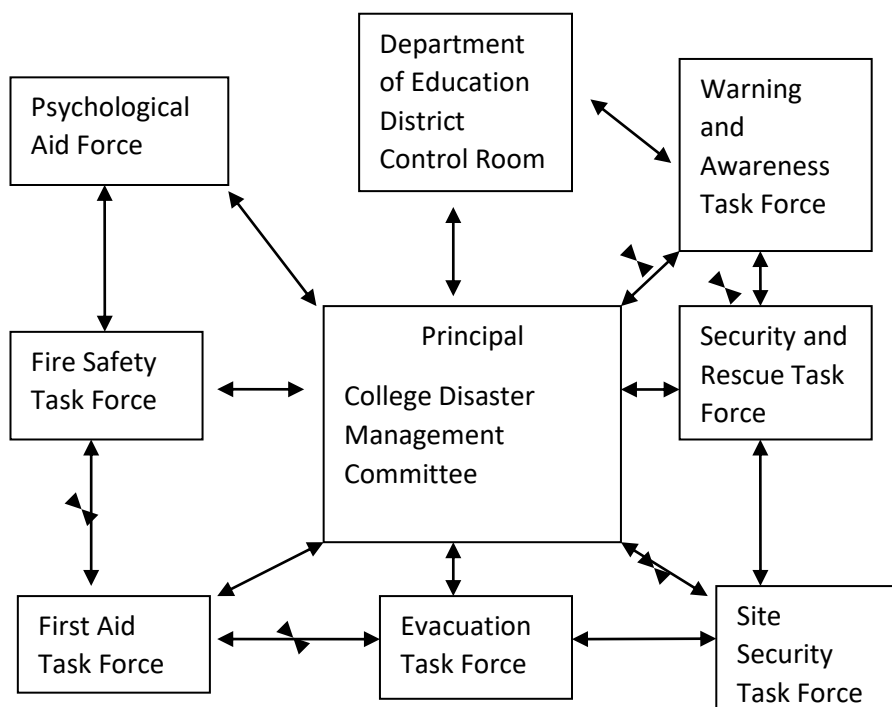 Department
of Education
District
Control Room
Psychological
Aid Force
Warning
and
Awareness
Task Force
Principal
College Disaster
Management
Committee
Fire Safety
Task Force
Security and
Rescue Task
Force
First Aid
Task Force
Evacuation
Task Force
Site
Security
Task Force